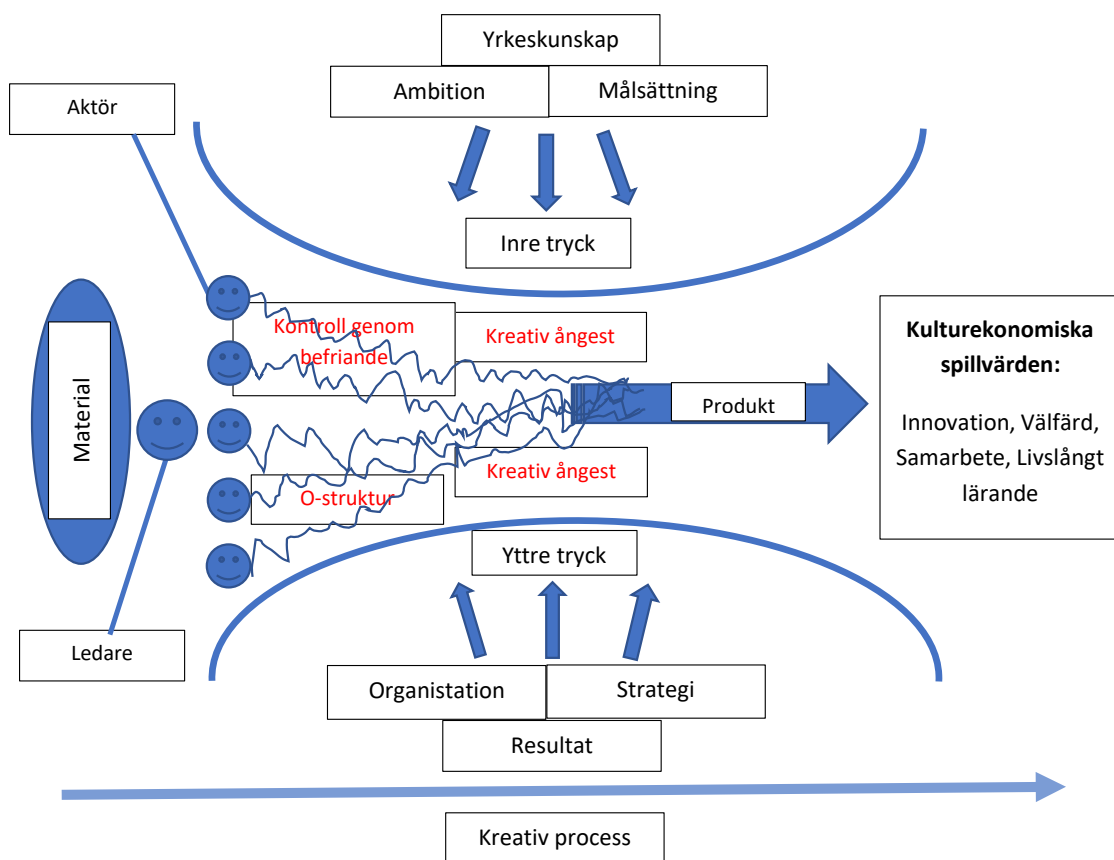 Yrkeskunskap
Ambition
Målsättning
Aktör
Inre tryck
Kontroll genom
befriande
Kreativ ångest
Material
Produkt
Kulturekonomiska
spillvärden:
Innovation, Välfärd,
Samarbete, Livslångt
lärande
Kreativ ångest
O-struktur
Yttre tryck
Ledare
Organistation
Strategi
Resultat
Kreativ process